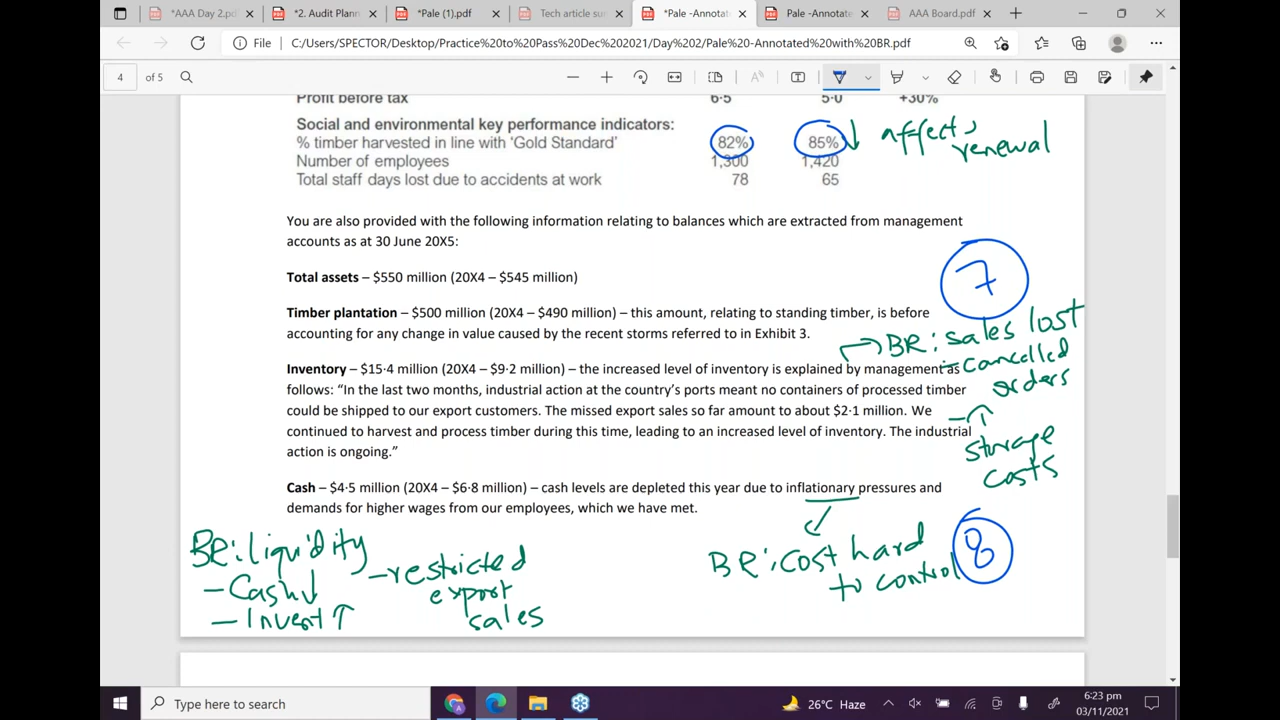 *AAA Day 2.pd
*2. Audit Plann
*Pale (1).pdf
Tech article su
*Pale -Annotate
Pale -Annotate
AAA Board.pdf
File
C:/Users/SPECTOR/Desktop/Practice%20to%20Pass%20Dec%202021/Day%202/Pale%20-Annotated%20with%20BR.pdf
4 of 5
Profit before tax 6·5 5·0 +30%
Social and environmental key performance indicators:
% timber harvested in line with 'Gold Standard' 82% 85% ↓
affects
renewal
Number of employees 1,300 1,420
Total staff days lost due to accidents at work 78 65
You are also provided with the following information relating to balances which are extracted from management
accounts as at 30 June 20X5:
Total assets – $550 million (20X4 – $545 million)
7
Timber plantation – $500 million (20X4 – $490 million) – this amount, relating to standing timber, is before
accounting for any change in value caused by the recent storms referred to in Exhibit 3.
BR: sales lost
- cancelled
orders
Inventory – $15·4 million (20X4 – $9·2 million) – the increased level of inventory is explained by management as
follows: "In the last two months, industrial action at the country's ports meant no containers of processed timber
could be shipped to our export customers. The missed export sales so far amount to about $2·1 million. We
continued to harvest and process timber during this time, leading to an increased level of inventory. The industrial
action is ongoing."
- ↑
storage
costs
Cash – $4·5 million (20X4 – $6·8 million) – cash levels are depleted this year due to inflationary pressures and
demands for higher wages from our employees, which we have met.
BR: liquidity
- Cash ↓
- Invent ↑
- restricted
export
sales
BR: cost hard
to control
8
Type here to search
26°C Haze
6:23 pm
03/11/2021